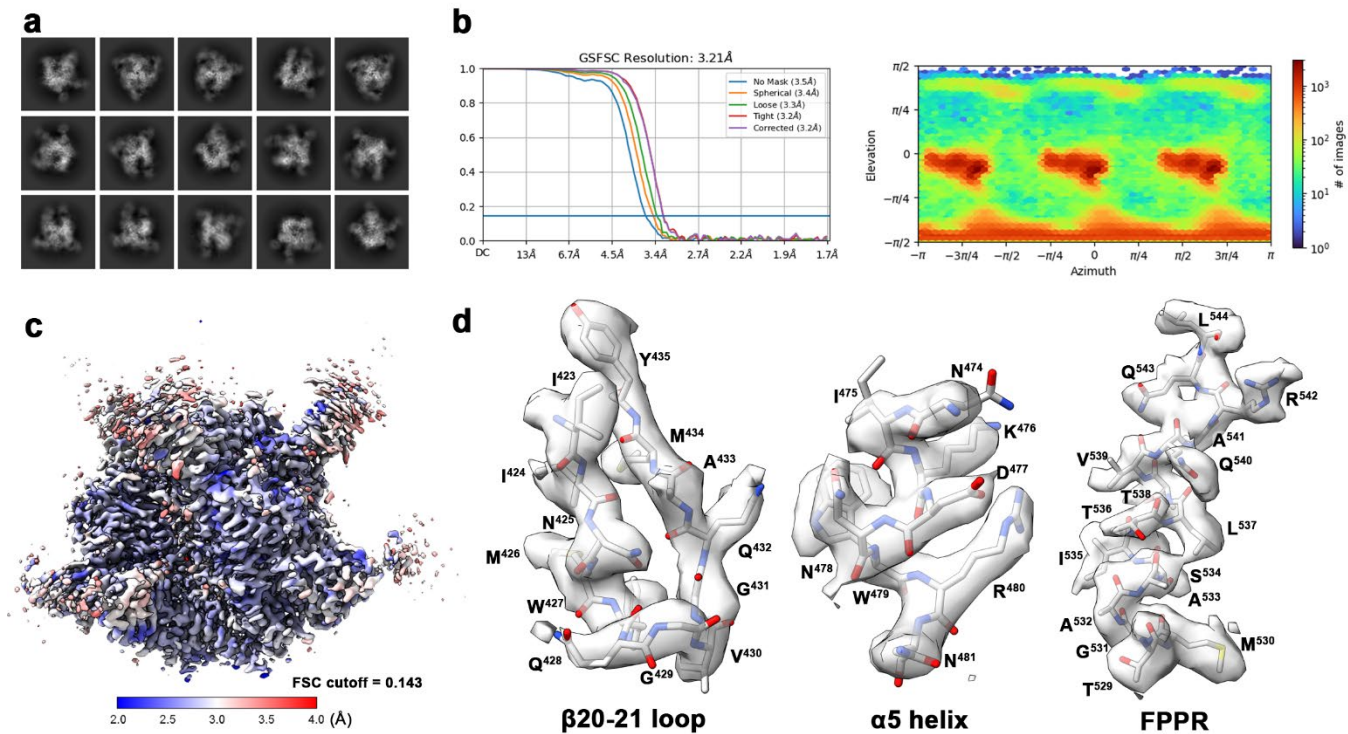 a
b
GSFSC Resolution: 3.21Å
No Mask (3.5Å)
Spherical (3.4Å)
Loose (3.3Å)
Tight (3.2Å)
Corrected (3.2Å)
1.0
0.8
0.6
0.4
0.2
0.0
DC 13Å 6.7Å 4.5Å 3.4Å 2.7Å 2.2Å 1.9Å 1.7Å
π/2
π/4
0
−π/4
−π/2
Elevation
−π −3π/4 −π/2 −π/4 0 π/4 π/2 3π/4 π
Azimuth
10³
10²
10¹
10⁰
# of images
c
FSC cutoff = 0.143
2.0 2.5 3.0 3.5 4.0 (Å)
d
Y⁴³⁵
I⁴²³
M⁴³⁴
A⁴³³
I⁴²⁴
N⁴²⁵
M⁴²⁶
Q⁴³²
G⁴³¹
W⁴²⁷
Q⁴²⁸
G⁴²⁹
V⁴³⁰
β20-21 loop
N⁴⁷⁴
I⁴⁷⁵
K⁴⁷⁶
D⁴⁷⁷
N⁴⁷⁸
W⁴⁷⁹
R⁴⁸⁰
N⁴⁸¹
α5 helix
L⁵⁴⁴
Q⁵⁴³
R⁵⁴²
A⁵⁴¹
V⁵³⁹
Q⁵⁴⁰
T⁵³⁸
T⁵³⁶
L⁵³⁷
I⁵³⁵
S⁵³⁴
A⁵³³
A⁵³²
M⁵³⁰
G⁵³¹
T⁵²⁹
FPPR